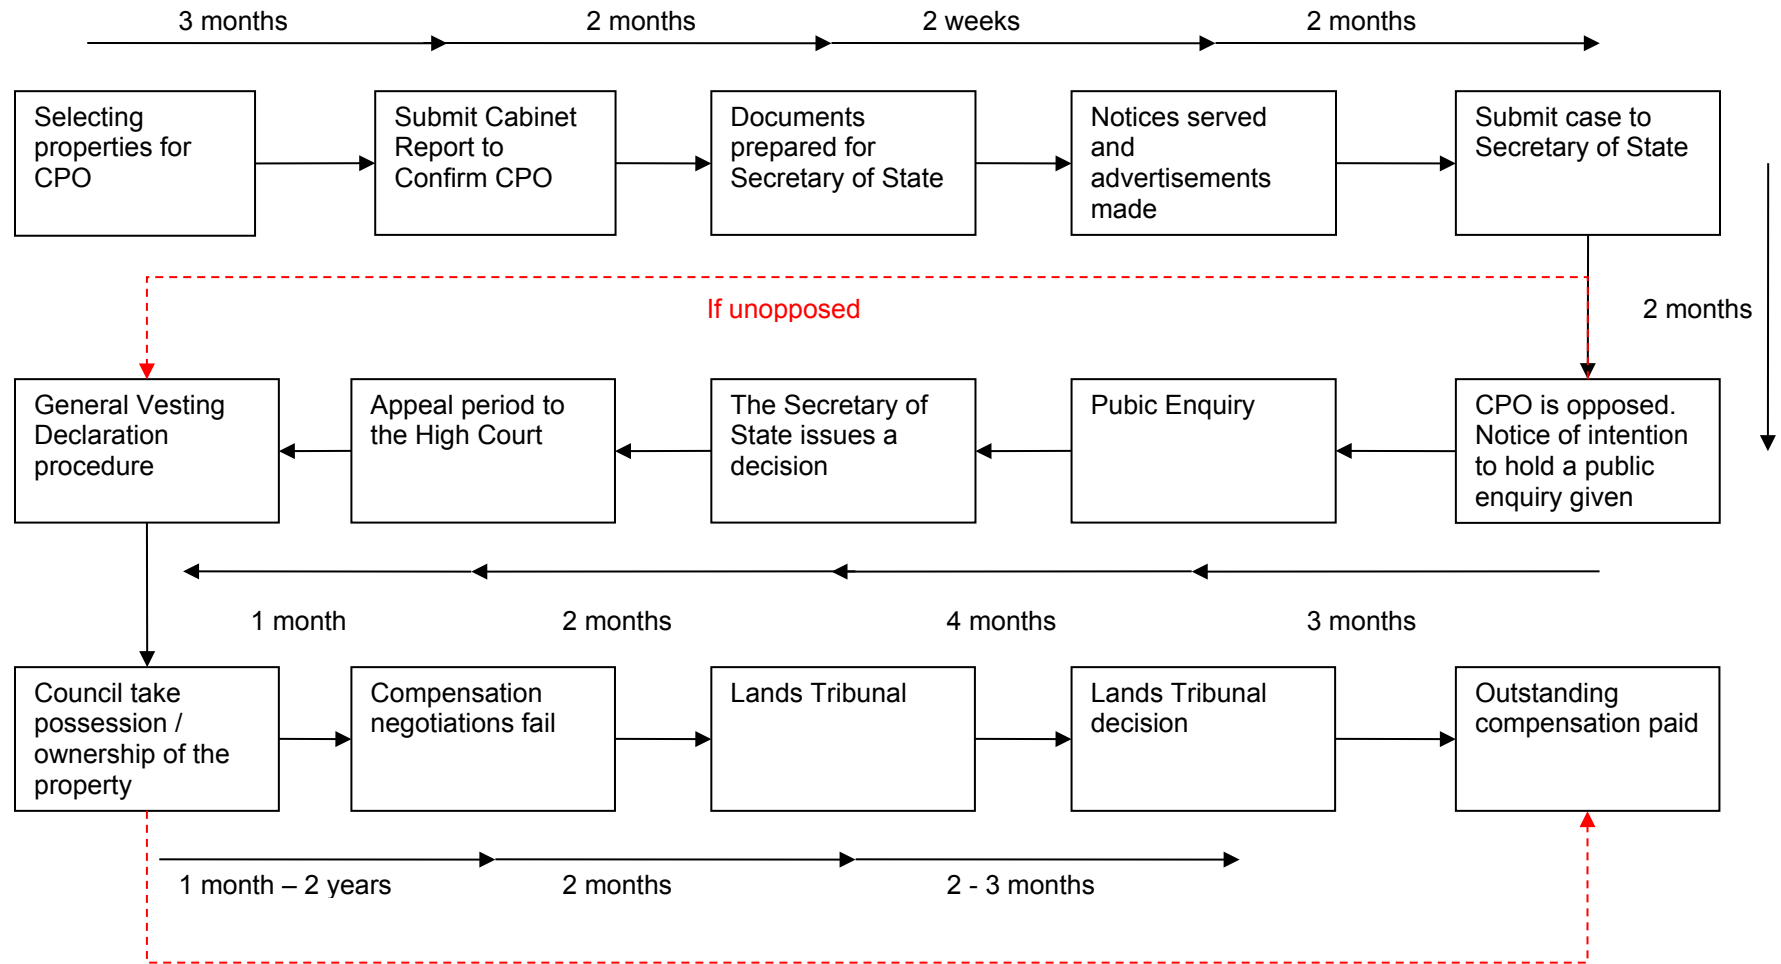 3 months
2 months
2 weeks
2 months
Selecting
properties for
CPO
Submit Cabinet
Report to
Confirm CPO
Documents
prepared for
Secretary of State
Notices served
and
advertisements
made
Submit case to
Secretary of State
If unopposed
2 months
General Vesting
Declaration
procedure
Appeal period to
the High Court
The Secretary of
State issues a
decision
Pubic Enquiry
CPO is opposed.
Notice of intention
to hold a public
enquiry given
1 month
2 months
4 months
3 months
Council take
possession /
ownership of the
property
Compensation
negotiations fail
Lands Tribunal
Lands Tribunal
decision
Outstanding
compensation paid
1 month – 2 years
2 months
2 - 3 months